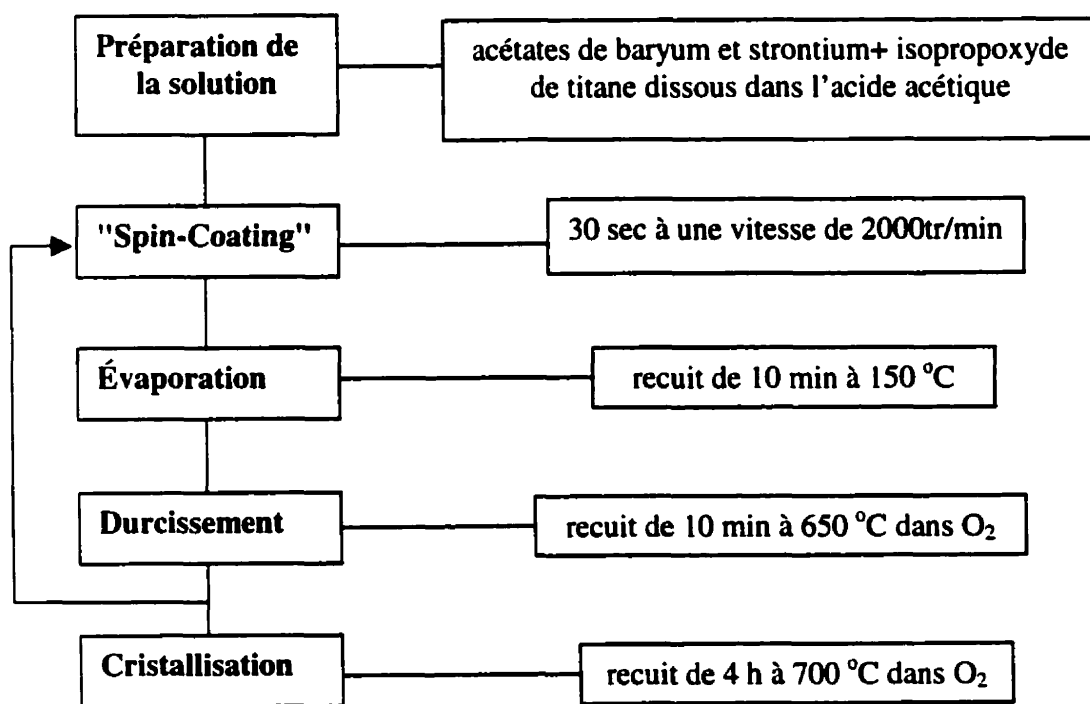 Préparation de
la solution
acétates de baryum et strontium+ isopropoxyde
de titane dissous dans l'acide acétique
"Spin-Coating"
30 sec à une vitesse de 2000tr/min
Évaporation
recuit de 10 min à 150 °C
Durcissement
recuit de 10 min à 650 °C dans O₂
Cristallisation
recuit de 4 h à 700 °C dans O₂